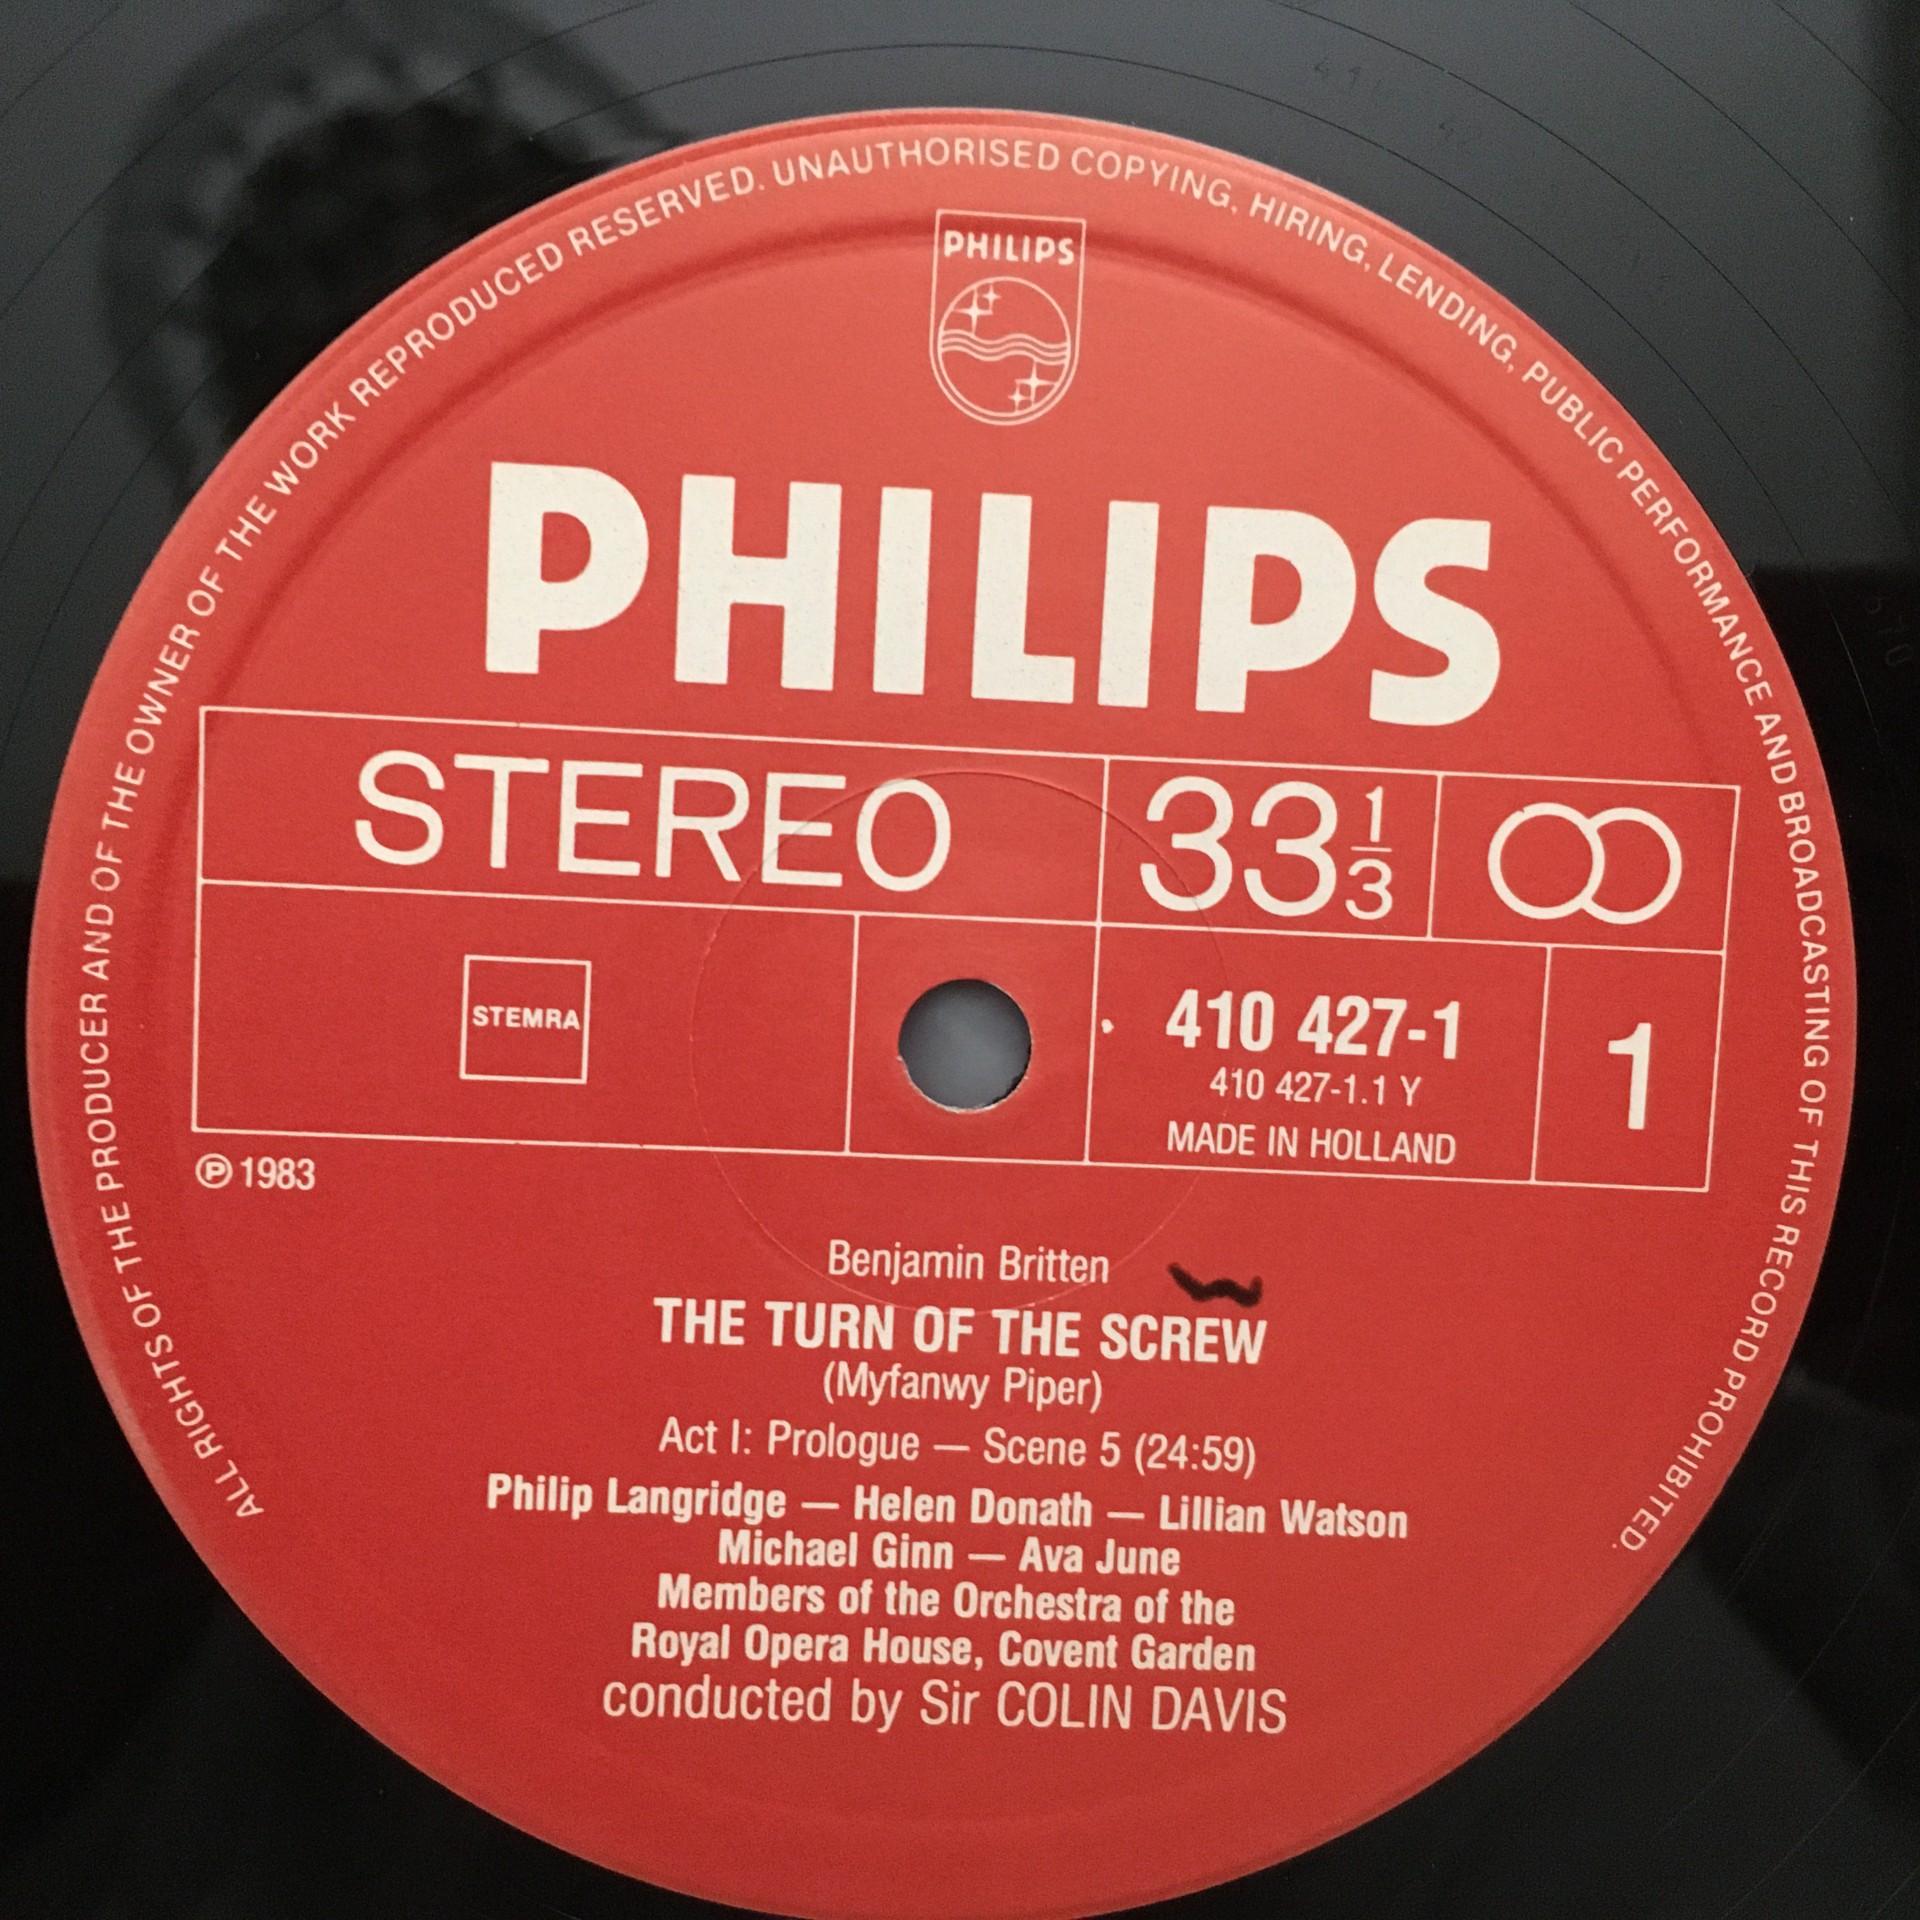 ALL RIGHTS OF THE PRODUCER AND OF THE OWNER OF THE WORK REPRODUCED RESERVED. UNAUTHORISED COPYING, HIRING, LENDING, PUBLIC PERFORMANCE AND BROADCASTING OF THIS RECORD PROHIBITED.
PHILIPS
PHILIPS
STEREO 33 1/3
STEMRA
410 427-1
410 427-1.1 Y
MADE IN HOLLAND
1
℗ 1983
Benjamin Britten
THE TURN OF THE SCREW
(Myfanwy Piper)
Act I: Prologue — Scene 5 (24:59)
Philip Langridge — Helen Donath — Lillian Watson
Michael Ginn — Ava June
Members of the Orchestra of the
Royal Opera House, Covent Garden
conducted by Sir COLIN DAVIS